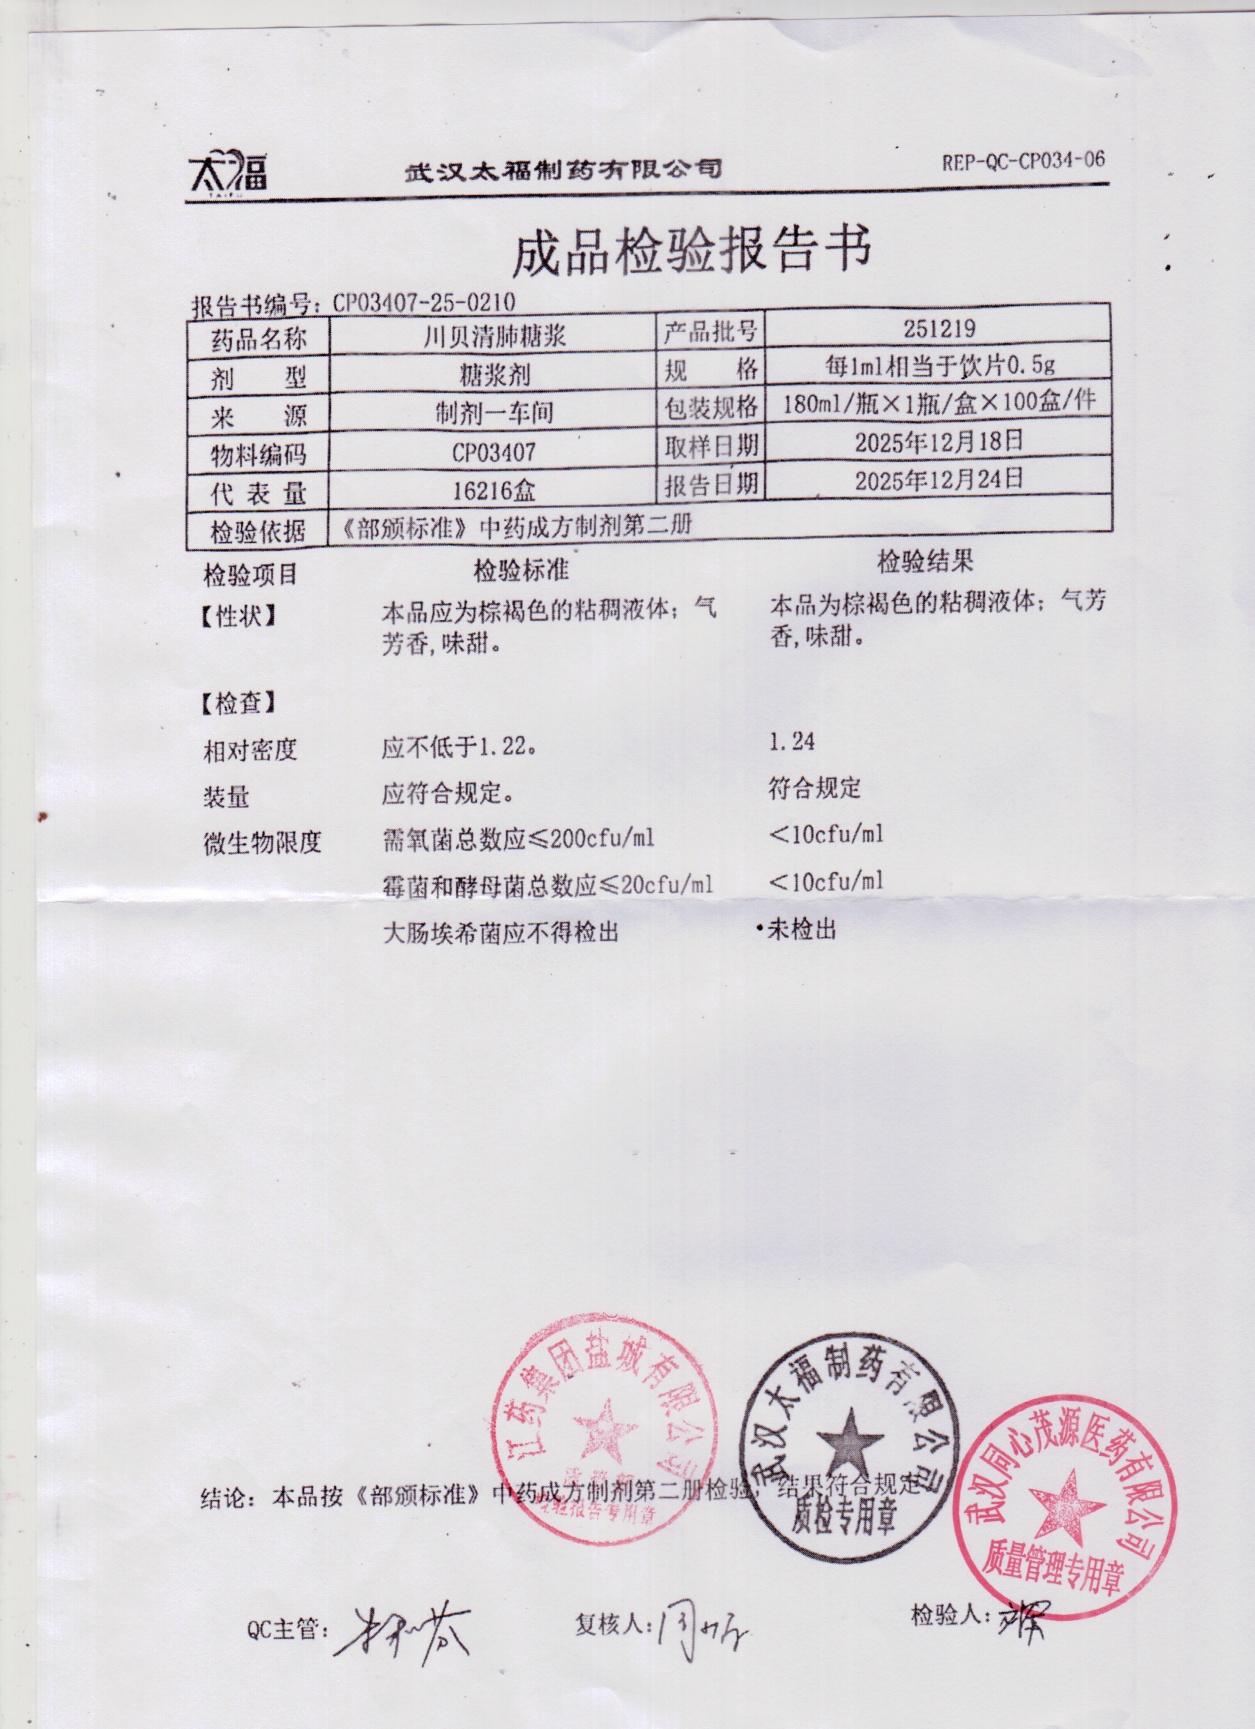 太福
TAIFU
武汉太福制药有限公司
REP-QC-CP034-06
成品检验报告书
报告书编号：CP03407-25-0210
药品名称 川贝清肺糖浆 产品批号 251219
剂 型 糖浆剂 规 格 每1ml相当于饮片0.5g
来 源 制剂一车间 包装规格 180ml/瓶×1瓶/盒×100盒/件
物料编码 CP03407 取样日期 2025年12月18日
代 表 量 16216盒 报告日期 2025年12月24日
检验依据 《部颁标准》中药成方制剂第二册
检验项目 检验标准 检验结果
【性状】 本品应为棕褐色的粘稠液体；气 本品为棕褐色的粘稠液体；气芳
芳香,味甜。 香,味甜。
【检查】
相对密度 应不低于1.22。 1.24
装量 应符合规定。 符合规定
微生物限度 需氧菌总数应≤200cfu/ml <10cfu/ml
霉菌和酵母菌总数应≤20cfu/ml <10cfu/ml
大肠埃希菌应不得检出 未检出
江药集团盐城有限公司
检验报告专用章
武汉太福制药有限公司
质检专用章
武汉同心茂源医药有限公司
质量管理专用章
结论：本品按《部颁标准》中药成方制剂第二册检验，结果符合规定
QC主管： 复核人： 检验人：